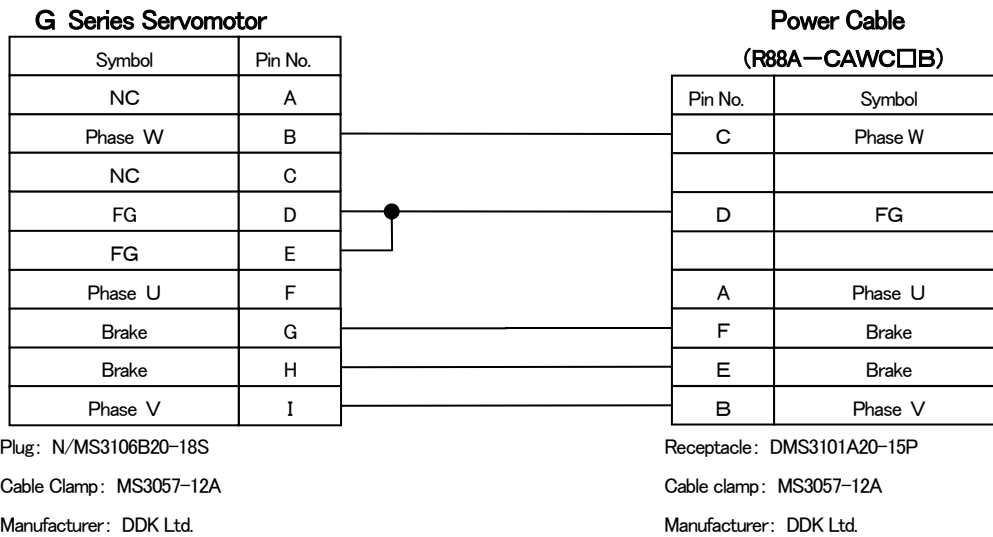 G Series Servomotor
Symbol Pin No.
NC A
Phase W B
NC C
FG D
FG E
Phase U F
Brake G
Brake H
Phase V I
Plug: N/MS3106B20-18S
Cable Clamp: MS3057-12A
Manufacturer: DDK Ltd.
Power Cable
(R88A-CAWC□B)
Pin No. Symbol
C Phase W
D FG
A Phase U
F Brake
E Brake
B Phase V
Receptacle: DMS3101A20-15P
Cable clamp: MS3057-12A
Manufacturer: DDK Ltd.